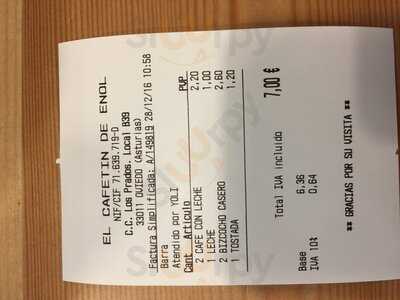 EL CAFETIN DE ENOL
NIF/CIF 71.639.719-D
C.C. Los Prados. Local B39
33011 OVIEDO (Asturias)
Factura Simplificada: A/149819 28/12/16 10:58
Barra
Atendido por YOLI
Cant Articulo PVP
2 CAFE CON LECHE 2,20
LECHE 1,00
2 BIZCOCHO CASERO 2,60
1 TOSTADA 1,20
Total IVA incluido 7,00 €
Base 6,36
IVA 10% 0,64
** GRACIAS POR SU VISITA **